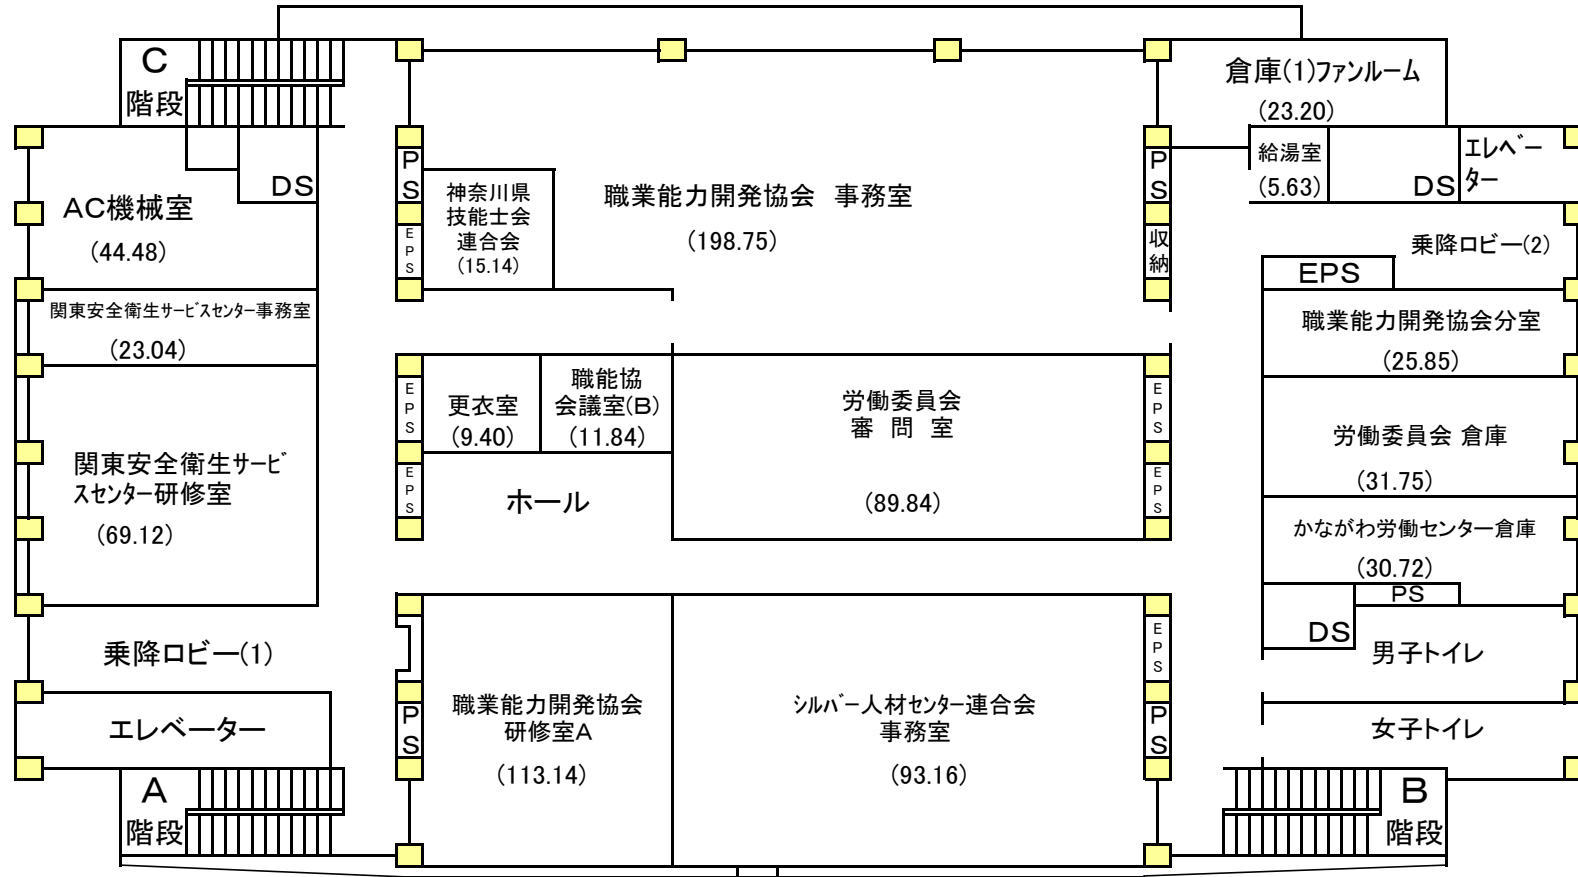 C
階段
倉庫(1)ファンルーム
(23.20)
給湯室
(5.63)
DS
エレベーター
AC機械室
(44.48)
DS
PS
EPS
神奈川県
技能士会
連合会
(15.14)
職業能力開発協会 事務室
(198.75)
PS
収納
乗降ロビー(2)
EPS
関東安全衛生サービスセンター事務室
(23.04)
職業能力開発協会分室
(25.85)
関東安全衛生サービ
スセンター研修室
(69.12)
EPS
EPS
更衣室
(9.40)
職能協
会議室(B)
(11.84)
ホール
労働委員会
審 問 室
(89.84)
EPS
EPS
労働委員会 倉庫
(31.75)
かながわ労働センター倉庫
(30.72)
PS
DS
男子トイレ
女子トイレ
乗降ロビー(1)
エレベーター
PS
職業能力開発協会
研修室A
(113.14)
シルバー人材センター連合会
事務室
(93.16)
EPS
PS
A
階段
B
階段